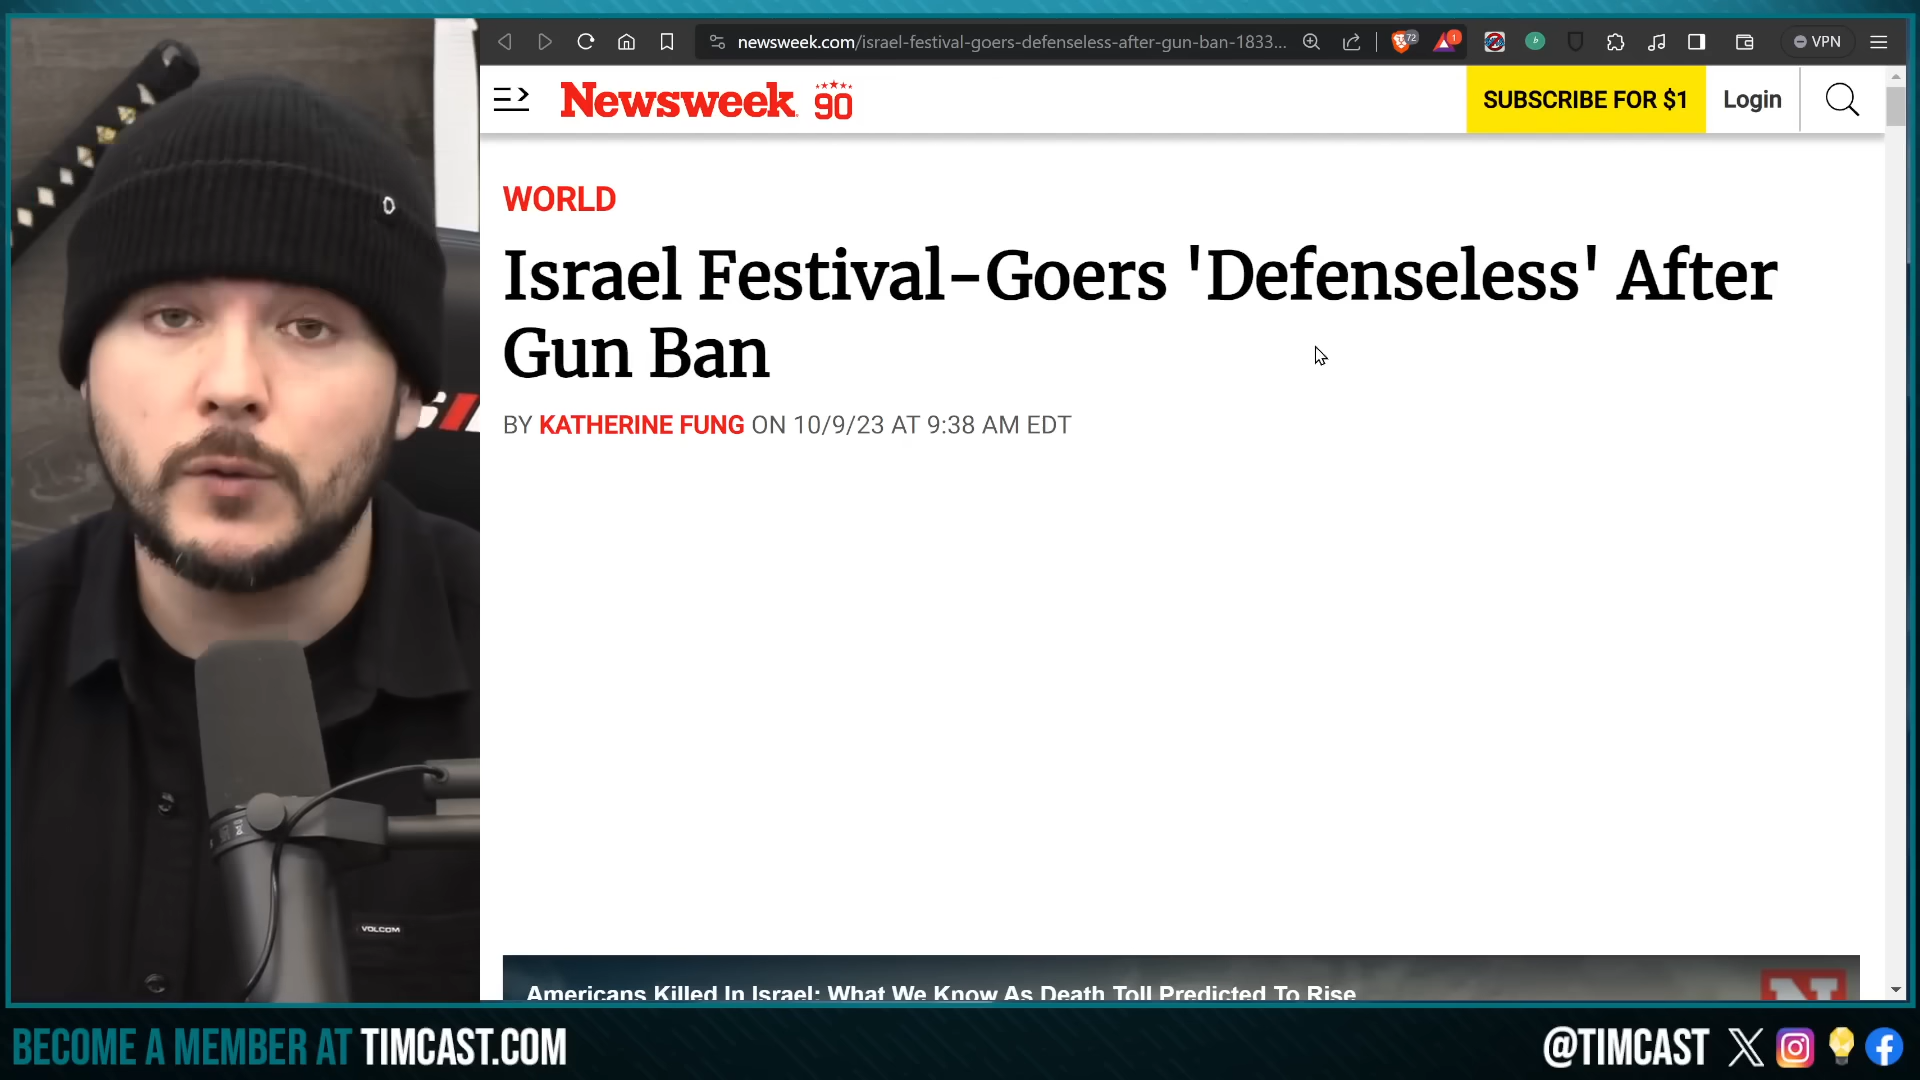 newsweek.com/israel-festival-goers-defenseless-after-gun-ban-1833...
72
1
b
VPN
Newsweek 90
SUBSCRIBE FOR $1
Login
WORLD
Israel Festival-Goers 'Defenseless' After
Gun Ban
BY KATHERINE FUNG ON 10/9/23 AT 9:38 AM EDT
Americans Killed In Israel: What We Know As Death Toll Predicted To Rise
N
VOLCOM
BECOME A MEMBER AT TIMCAST.COM
@TIMCAST